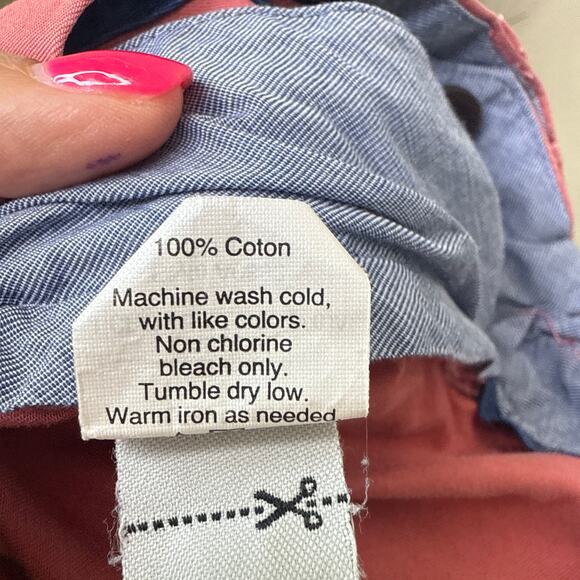 100% Coton
Machine wash cold,
with like colors.
Non chlorine
bleach only.
Tumble dry low.
Warm iron as needed